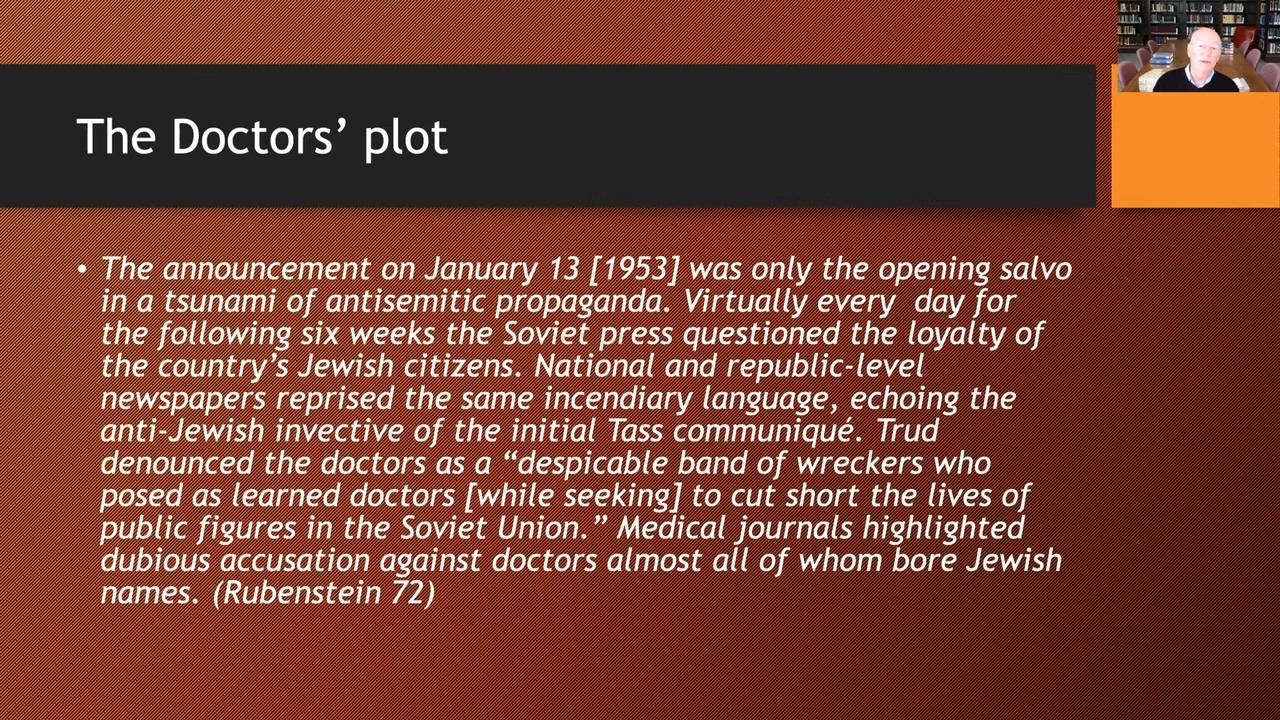 The Doctors’ plot
• The announcement on January 13 [1953] was only the opening salvo
in a tsunami of antisemitic propaganda. Virtually every  day for
the following six weeks the Soviet press questioned the loyalty of
the country’s Jewish citizens. National and republic-level
newspapers reprised the same incendiary language, echoing the
anti-Jewish invective of the initial Tass communiqué. Trud
denounced the doctors as a “despicable band of wreckers who
posed as learned doctors [while seeking] to cut short the lives of
public figures in the Soviet Union.” Medical journals highlighted
dubious accusation against doctors almost all of whom bore Jewish
names. (Rubenstein 72)